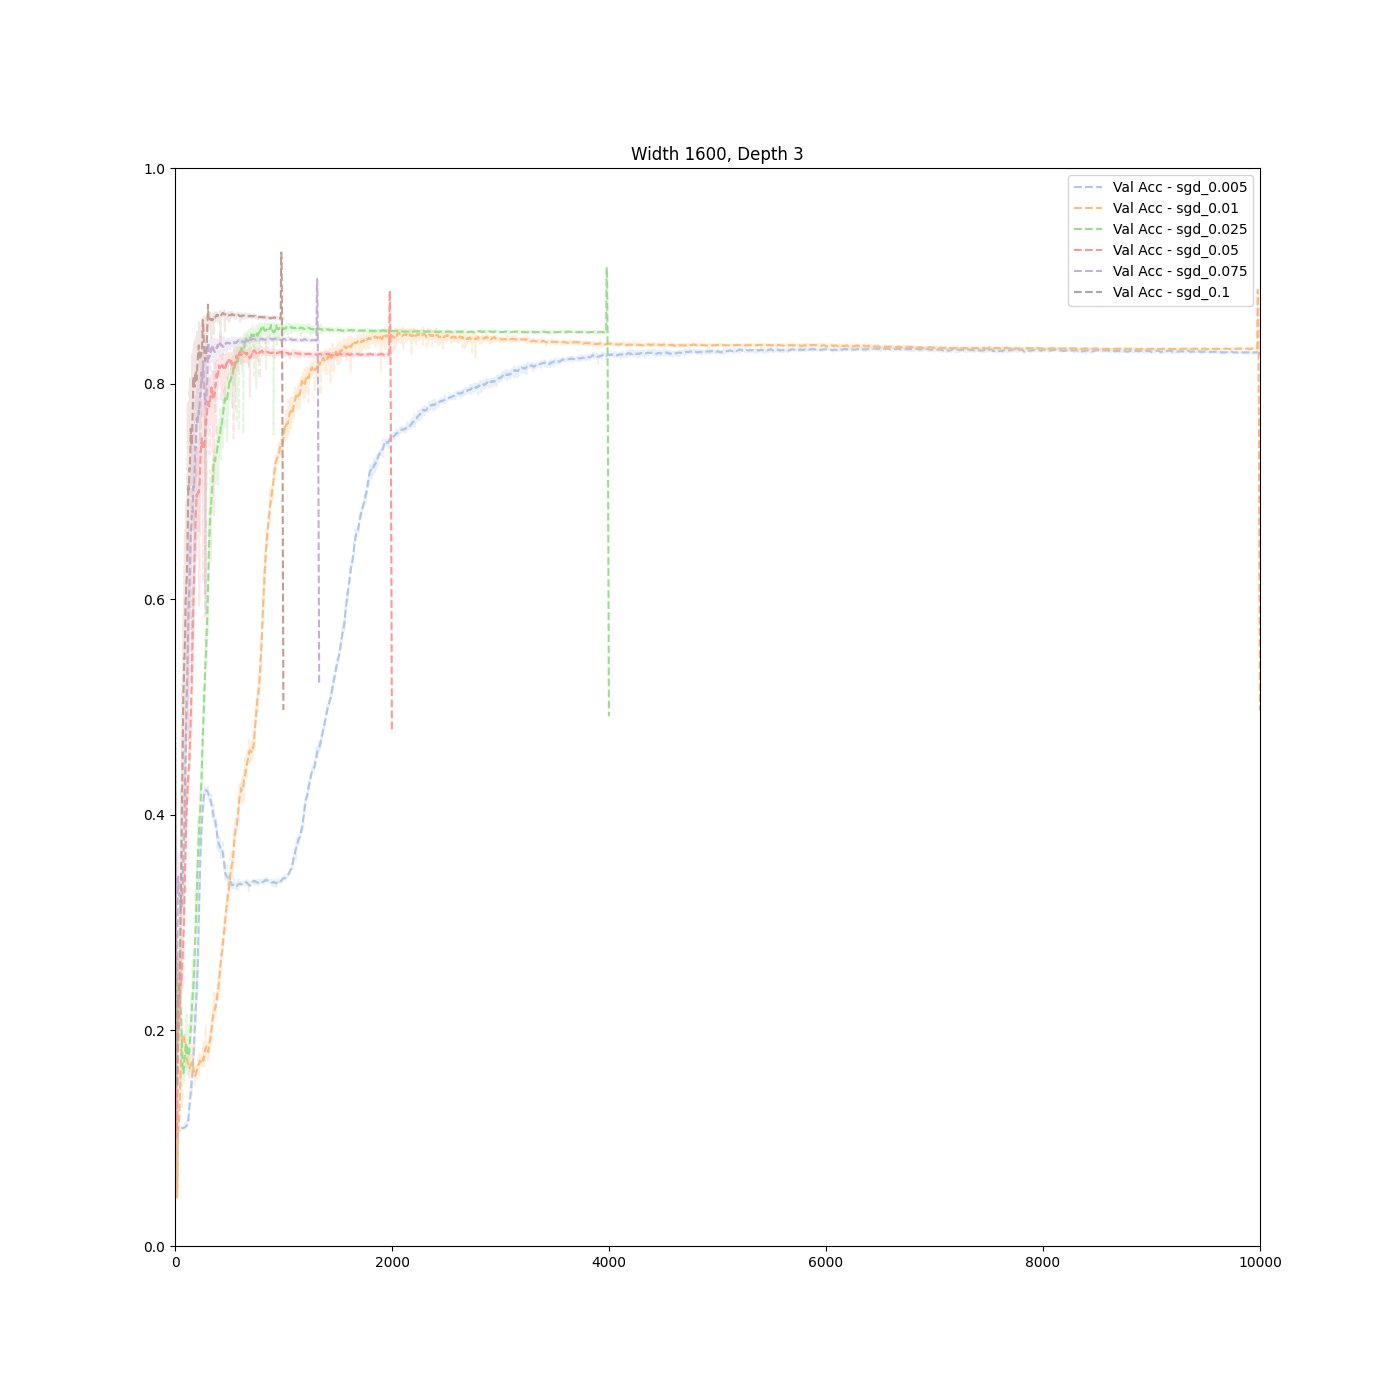 Width 1600, Depth 3
1.0
0.8
0.6
0.4
0.2
0.0
0
2000
4000
6000
8000
10000
Val Acc - sgd_0.005
Val Acc - sgd_0.01
Val Acc - sgd_0.025
Val Acc - sgd_0.05
Val Acc - sgd_0.075
Val Acc - sgd_0.1